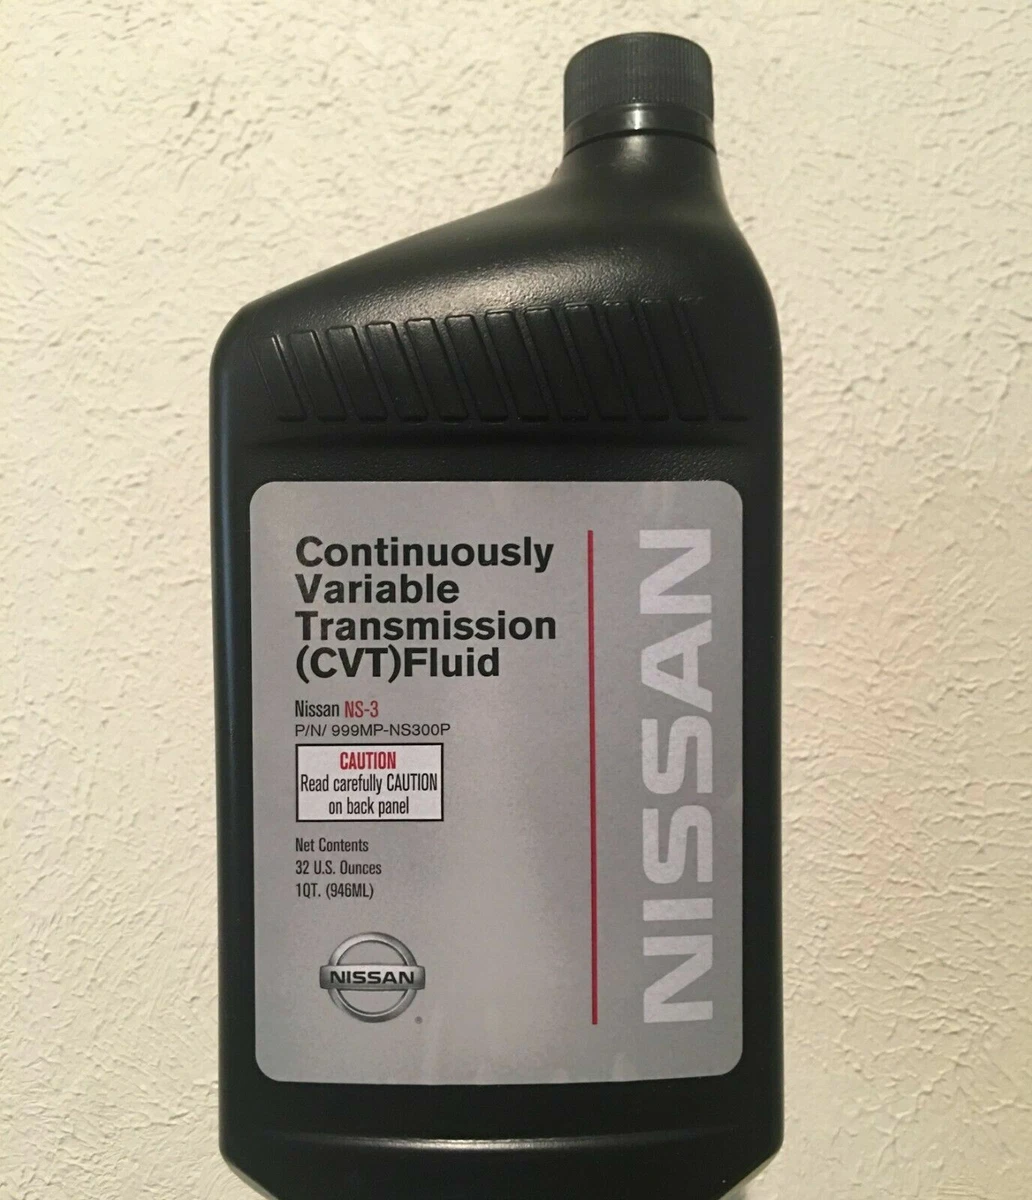 Continuously
Variable
Transmission
(CVT)Fluid
Nissan NS-3
P/N/ 999MP-NS300P
CAUTION
Read carefully CAUTION
on back panel
Net Contents
32 U.S. Ounces
1QT. (946ML)
NISSAN
®
NISSAN